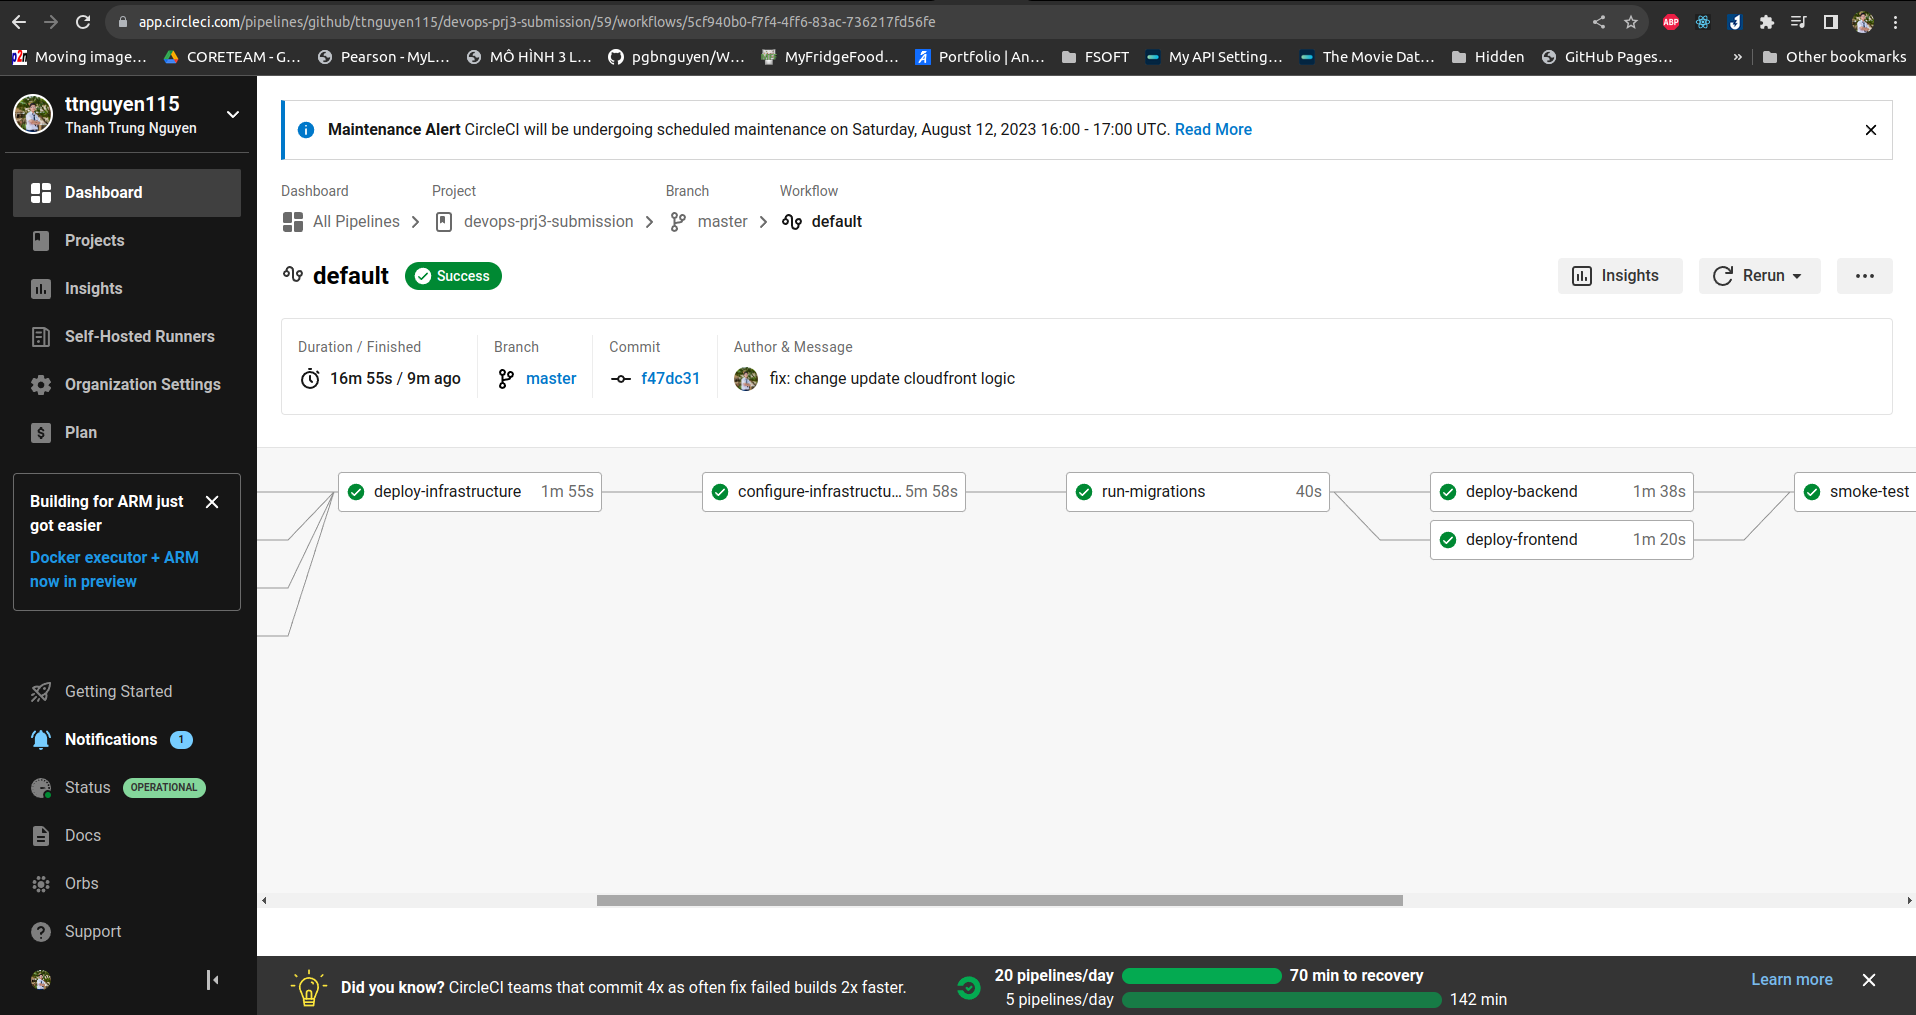 app.circleci.com/pipelines/github/ttnguyen115/devops-prj3-submission/59/workflows/5cf940b0-f7f4-4ff6-83ac-736217fd56fe
ABP
Moving image... CORETEAM - G... Pearson - MyL... MÔ HÌNH 3 L... pgbnguyen/W... MyFridgeFood... Portfolio | An... FSOFT My API Setting... The Movie Dat... Hidden GitHub Pages... » Other bookmarks
ttnguyen115
Thanh Trung Nguyen
Dashboard
Projects
Insights
Self-Hosted Runners
Organization Settings
Plan
Building for ARM just
got easier
Docker executor + ARM
now in preview
Getting Started
Notifications 1
Status OPERATIONAL
Docs
Orbs
Support
Maintenance Alert CircleCI will be undergoing scheduled maintenance on Saturday, August 12, 2023 16:00 - 17:00 UTC. Read More
Dashboard Project Branch Workflow
All Pipelines devops-prj3-submission master default
default Success Insights Rerun
Duration / Finished Branch Commit Author & Message
16m 55s / 9m ago master f47dc31 fix: change update cloudfront logic
deploy-infrastructure 1m 55s configure-infrastructu... 5m 58s run-migrations 40s deploy-backend 1m 38s smoke-test
deploy-frontend 1m 20s
Did you know? CircleCI teams that commit 4x as often fix failed builds 2x faster.
20 pipelines/day 70 min to recovery
5 pipelines/day 142 min
Learn more